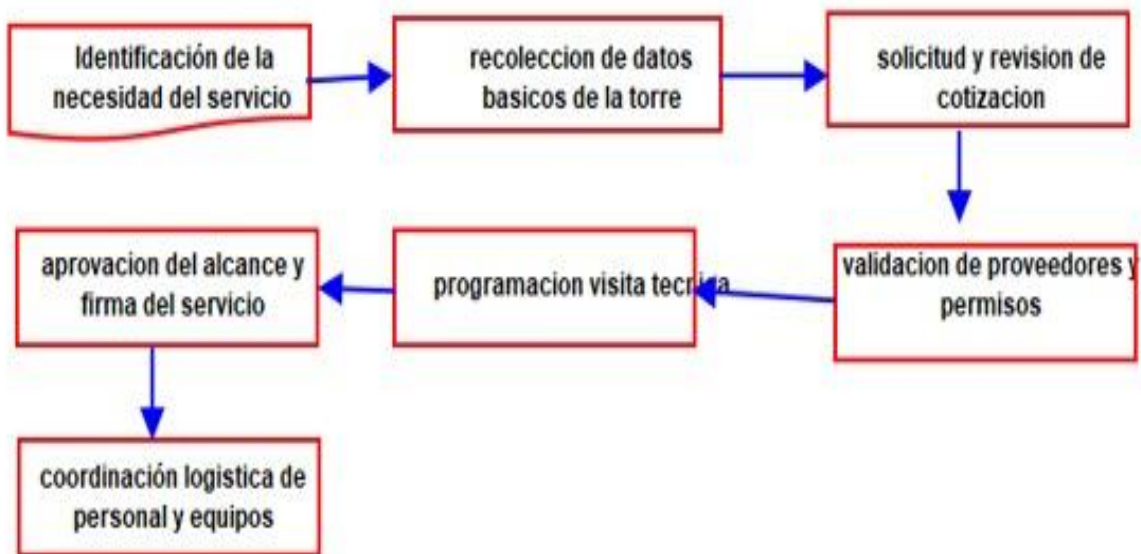 Identificación de la
necesidad del servicio
recoleccion de datos
basicos de la torre
solicitud y revision de
cotizacion
validacion de proveedores y
permisos
programacion visita tecnica
aprovacion del alcance y
firma del servicio
coordinación logistica de
personal y equipos